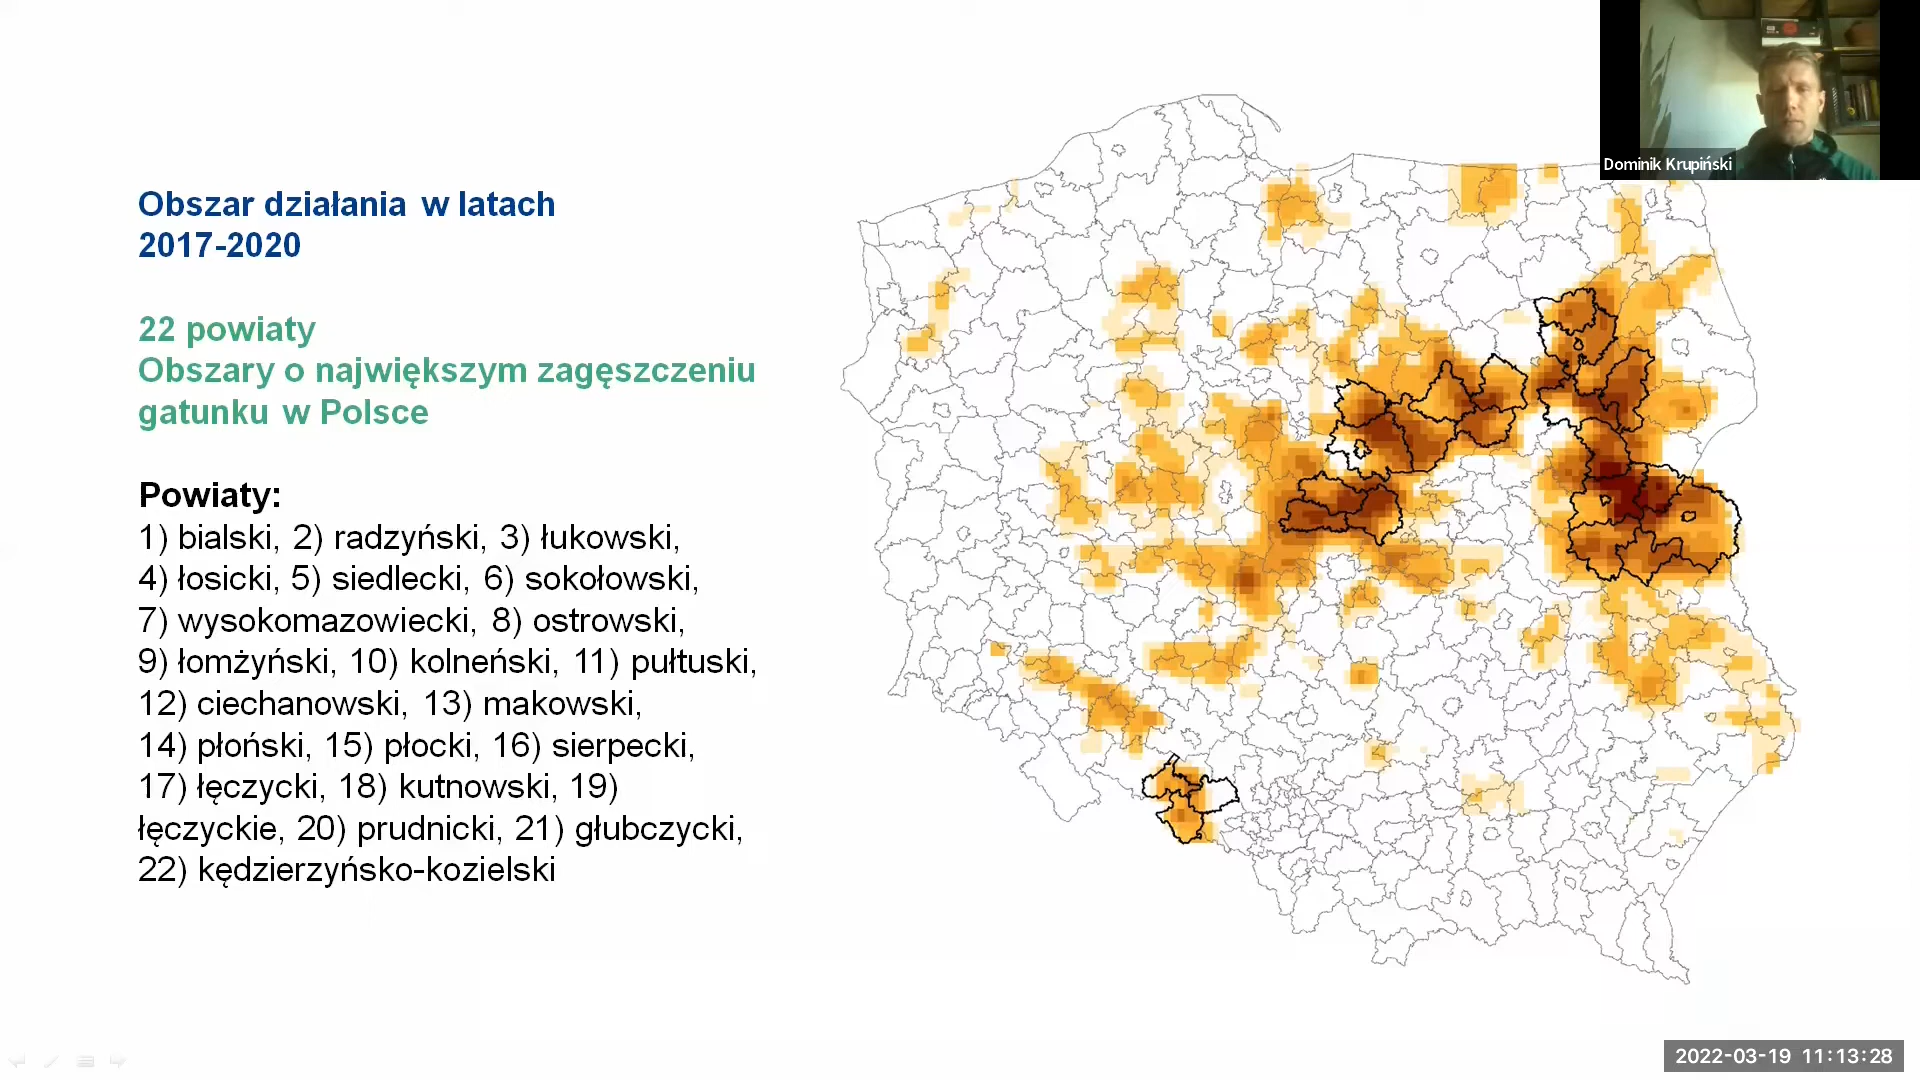 Obszar działania w latach
2017-2020
22 powiaty
Obszary o największym zagęszczeniu
gatunku w Polsce
Powiaty:
1) bialski, 2) radzyński, 3) łukowski,
4) łosicki, 5) siedlecki, 6) sokołowski,
7) wysokomazowiecki, 8) ostrowski,
9) łomżyński, 10) kolneński, 11) pułtuski,
12) ciechanowski, 13) makowski,
14) płoński, 15) płocki, 16) sierpecki,
17) łęczycki, 18) kutnowski, 19)
łęczyckie, 20) prudnicki, 21) głubczycki,
22) kędzierzyńsko-kozielski
Dominik Krupiński
2022-03-19 11:13:28